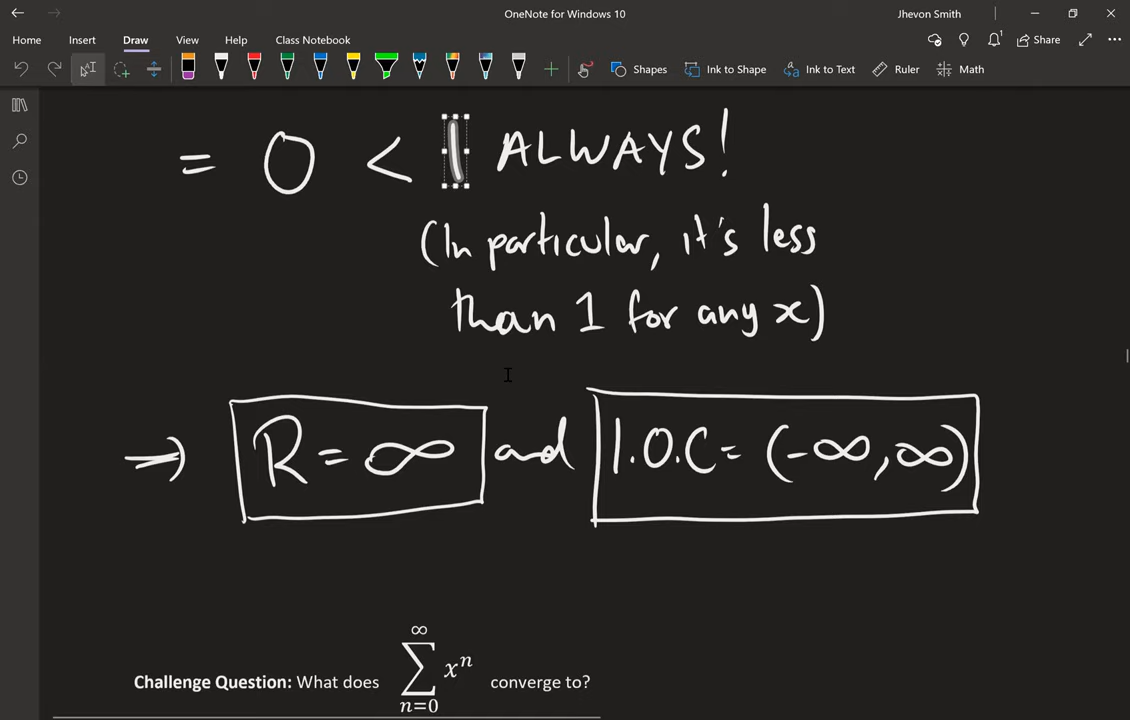 OneNote for Windows 10
Jhevon Smith
Home Insert Draw View Help Class Notebook
Share
Shapes Ink to Shape Ink to Text Ruler Math
= 0 < 1 ALWAYS!
(In particular, it's less
than 1 for any x)
→ R = ∞ and I.O.C = (-∞, ∞)
∞
Challenge Question: What does ∑ xⁿ converge to?
n=0